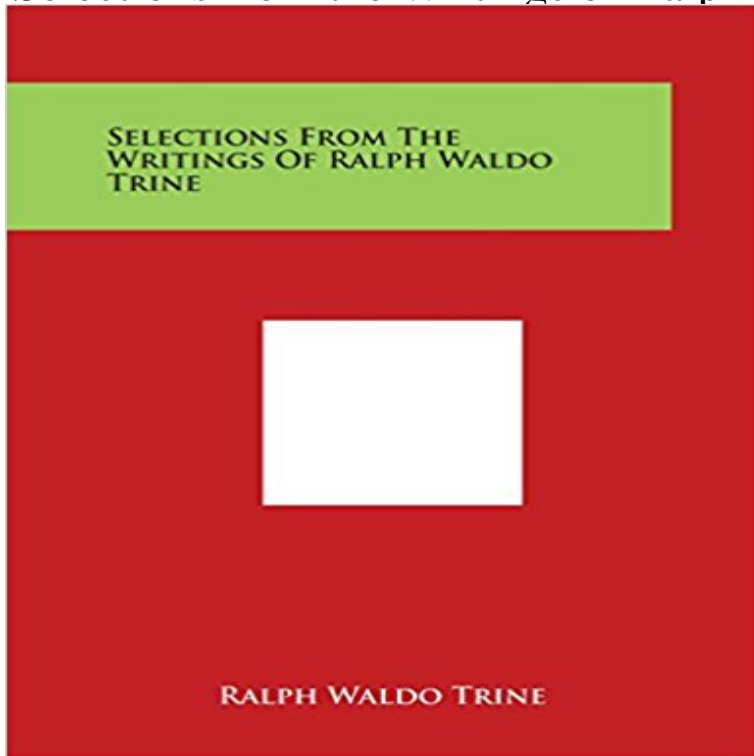 SELECTIONS FROM THE
WRITINGS OF RALPH WALDO
TRINE
RALPH WALDO TRINE